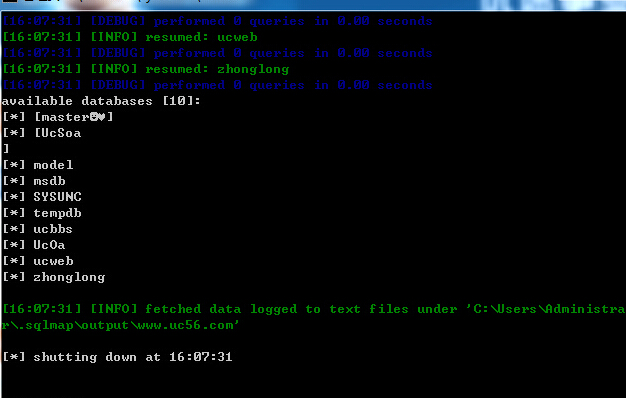 [16:07:31] [DEBUG] performed 0 queries in 0.00 seconds
[16:07:31] [INFO] resumed: ucweb
[16:07:31] [DEBUG] performed 0 queries in 0.00 seconds
[16:07:31] [INFO] resumed: zhonglong
[16:07:31] [DEBUG] performed 0 queries in 0.00 seconds
available databases [10]:
[*] [master☻♥]
[*] [UcSoa
]
[*] model
[*] msdb
[*] SYSUNC
[*] tempdb
[*] ucbbs
[*] UcOa
[*] ucweb
[*] zhonglong
[16:07:31] [INFO] fetched data logged to text files under 'C:\Users\Administra
r\.sqlmap\output\www.uc56.com'
[*] shutting down at 16:07:31